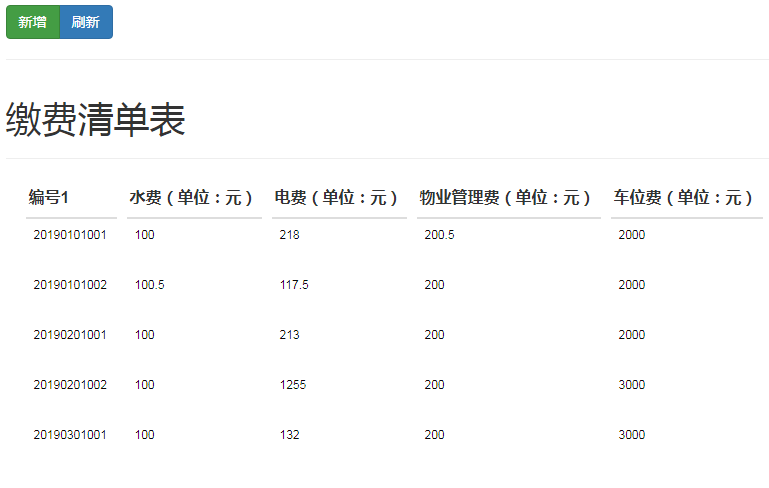 新增 刷新
缴费清单表
编号1 水费（单位：元） 电费（单位：元） 物业管理费（单位：元） 车位费（单位：元）
20190101001 100 218 200.5 2000
20190101002 100.5 117.5 200 2000
20190201001 100 213 200 2000
20190201002 100 1255 200 3000
20190301001 100 132 200 3000